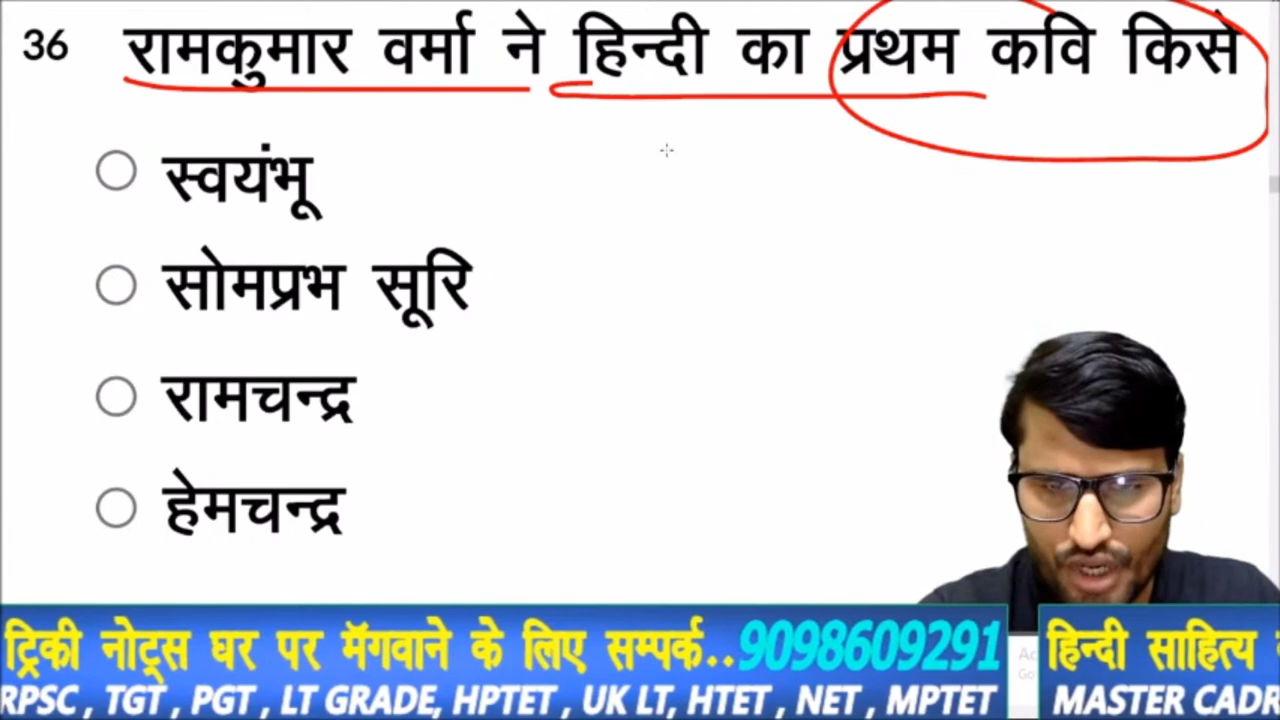 36 रामकुमार वर्मा ने हिन्दी का प्रथम कवि किसे
स्वयंभू
सोमप्रभ सूरि
रामचन्द्र
हेमचन्द्र
ट्रिकी नोट्स घर पर मॅगवाने के लिए सम्पर्क..9098609291
हिन्दी साहित्य
RPSC , TGT , PGT , LT GRADE, HPTET , UK LT, HTET , NET , MPTET
MASTER CADR